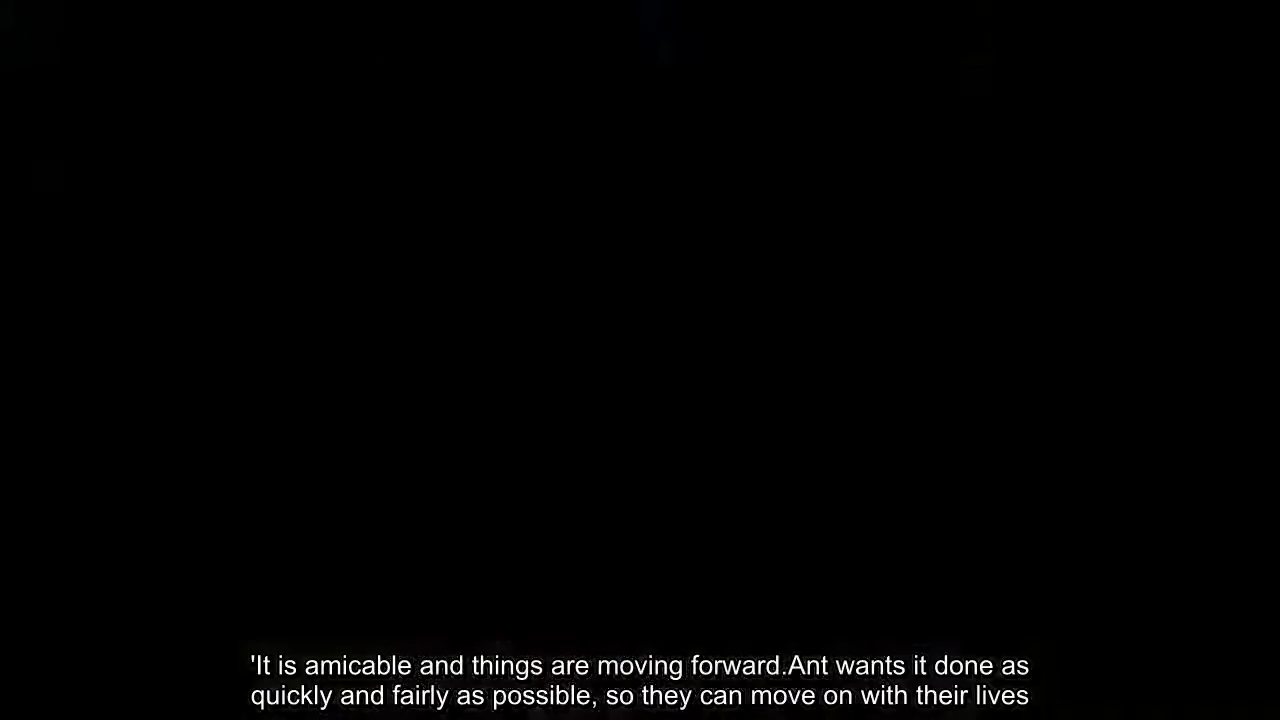 'It is amicable and things are moving forward.Ant wants it done as
quickly and fairly as possible, so they can move on with their lives